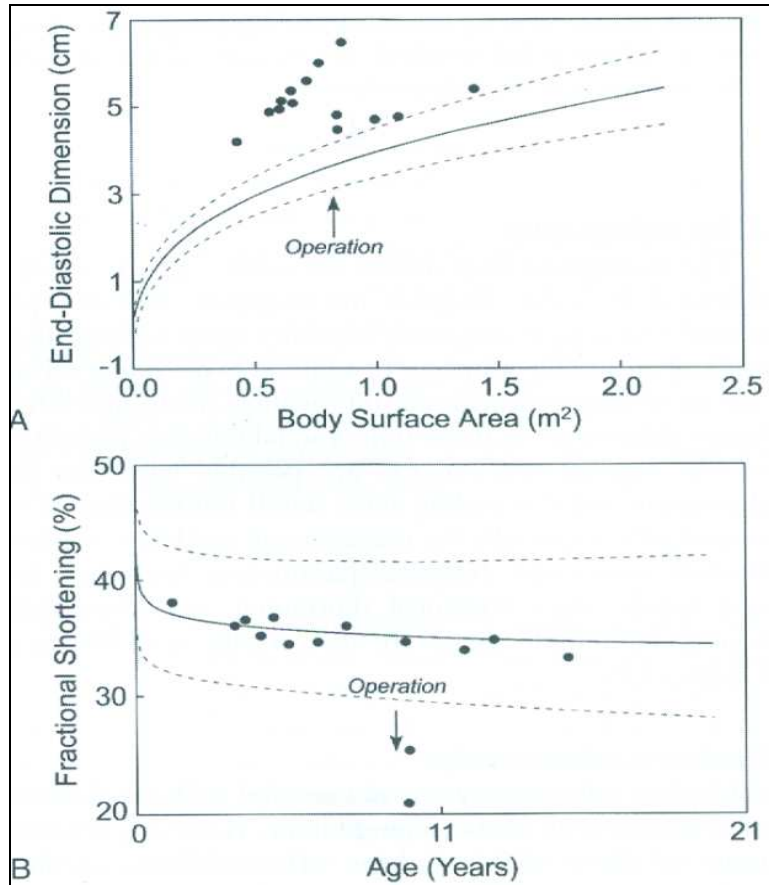 End-Diastolic Dimension (cm)
7
5
3
1
-1
Operation
0.0 0.5 1.0 1.5 2.0 2.5
A
Body Surface Area (m²)
Fractional Shortening (%)
50
40
30
20
Operation
0 11 21
B
Age (Years)